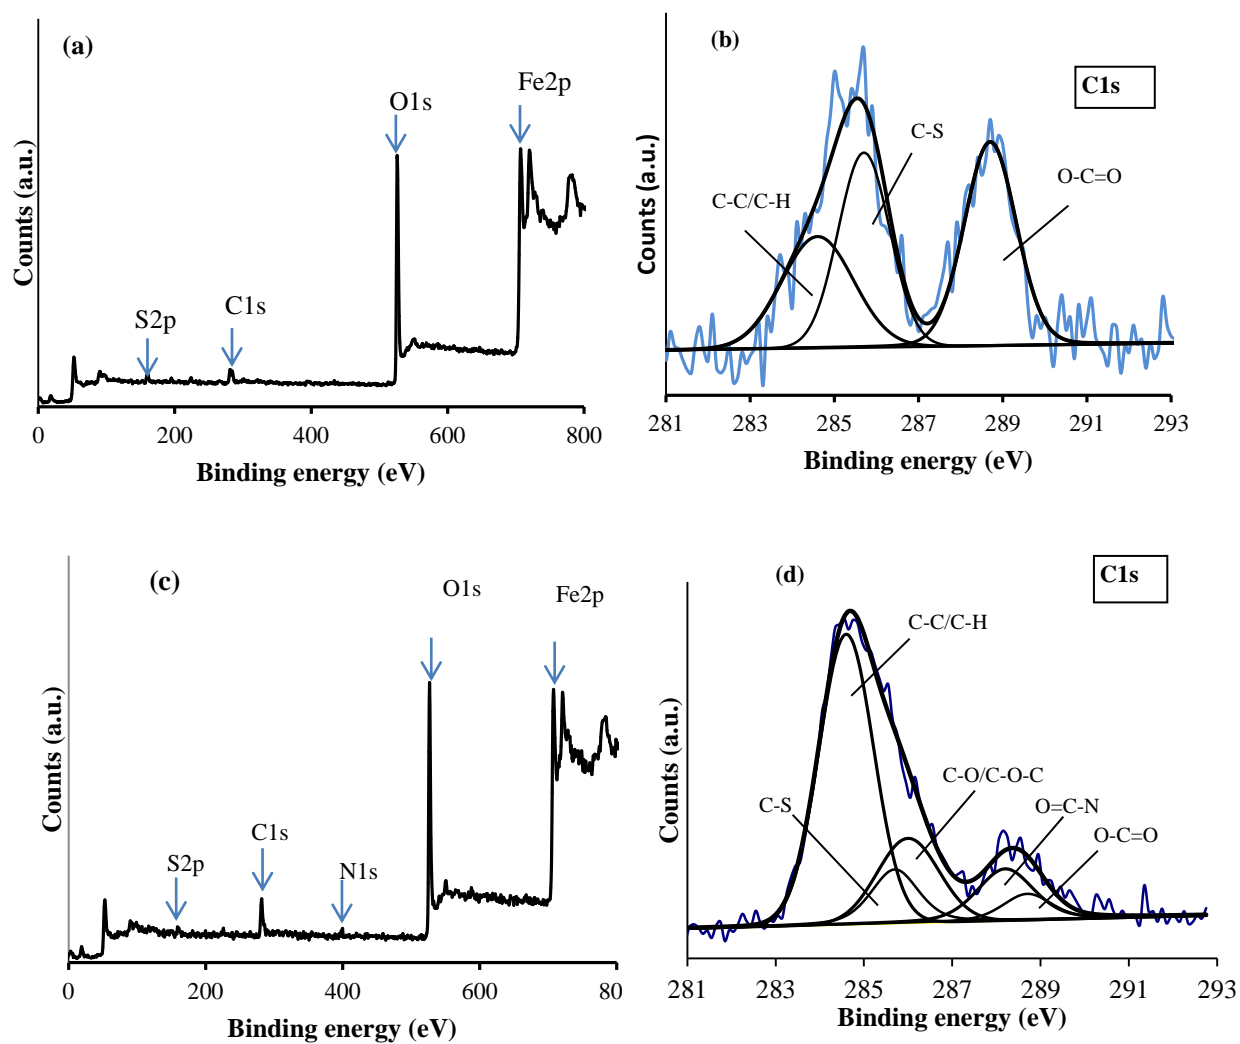 (a)
O1s
Fe2p
S2p
C1s
Counts (a.u.)
0 200 400 600 800
Binding energy (eV)
(b)
C1s
C-S
C-C/C-H
O-C=O
Counts (a.u.)
281 283 285 287 289 291 293
Binding energy (eV)
(c)
O1s
Fe2p
C1s
S2p
N1s
Counts (a.u.)
0 200 400 600 80
Binding energy (eV)
(d)
C1s
C-C/C-H
C-O/C-O-C
C-S
O=C-N
O-C=O
Counts (a.u.)
281 283 285 287 289 291 293
Binding energy (eV)